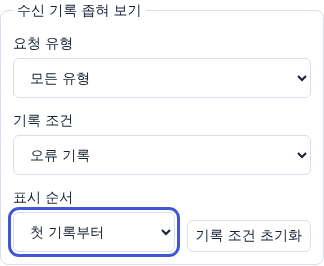 수신 기록 좁혀 보기
요청 유형
모든 유형
기록 조건
오류 기록
표시 순서
첫 기록부터
기록 조건 초기화